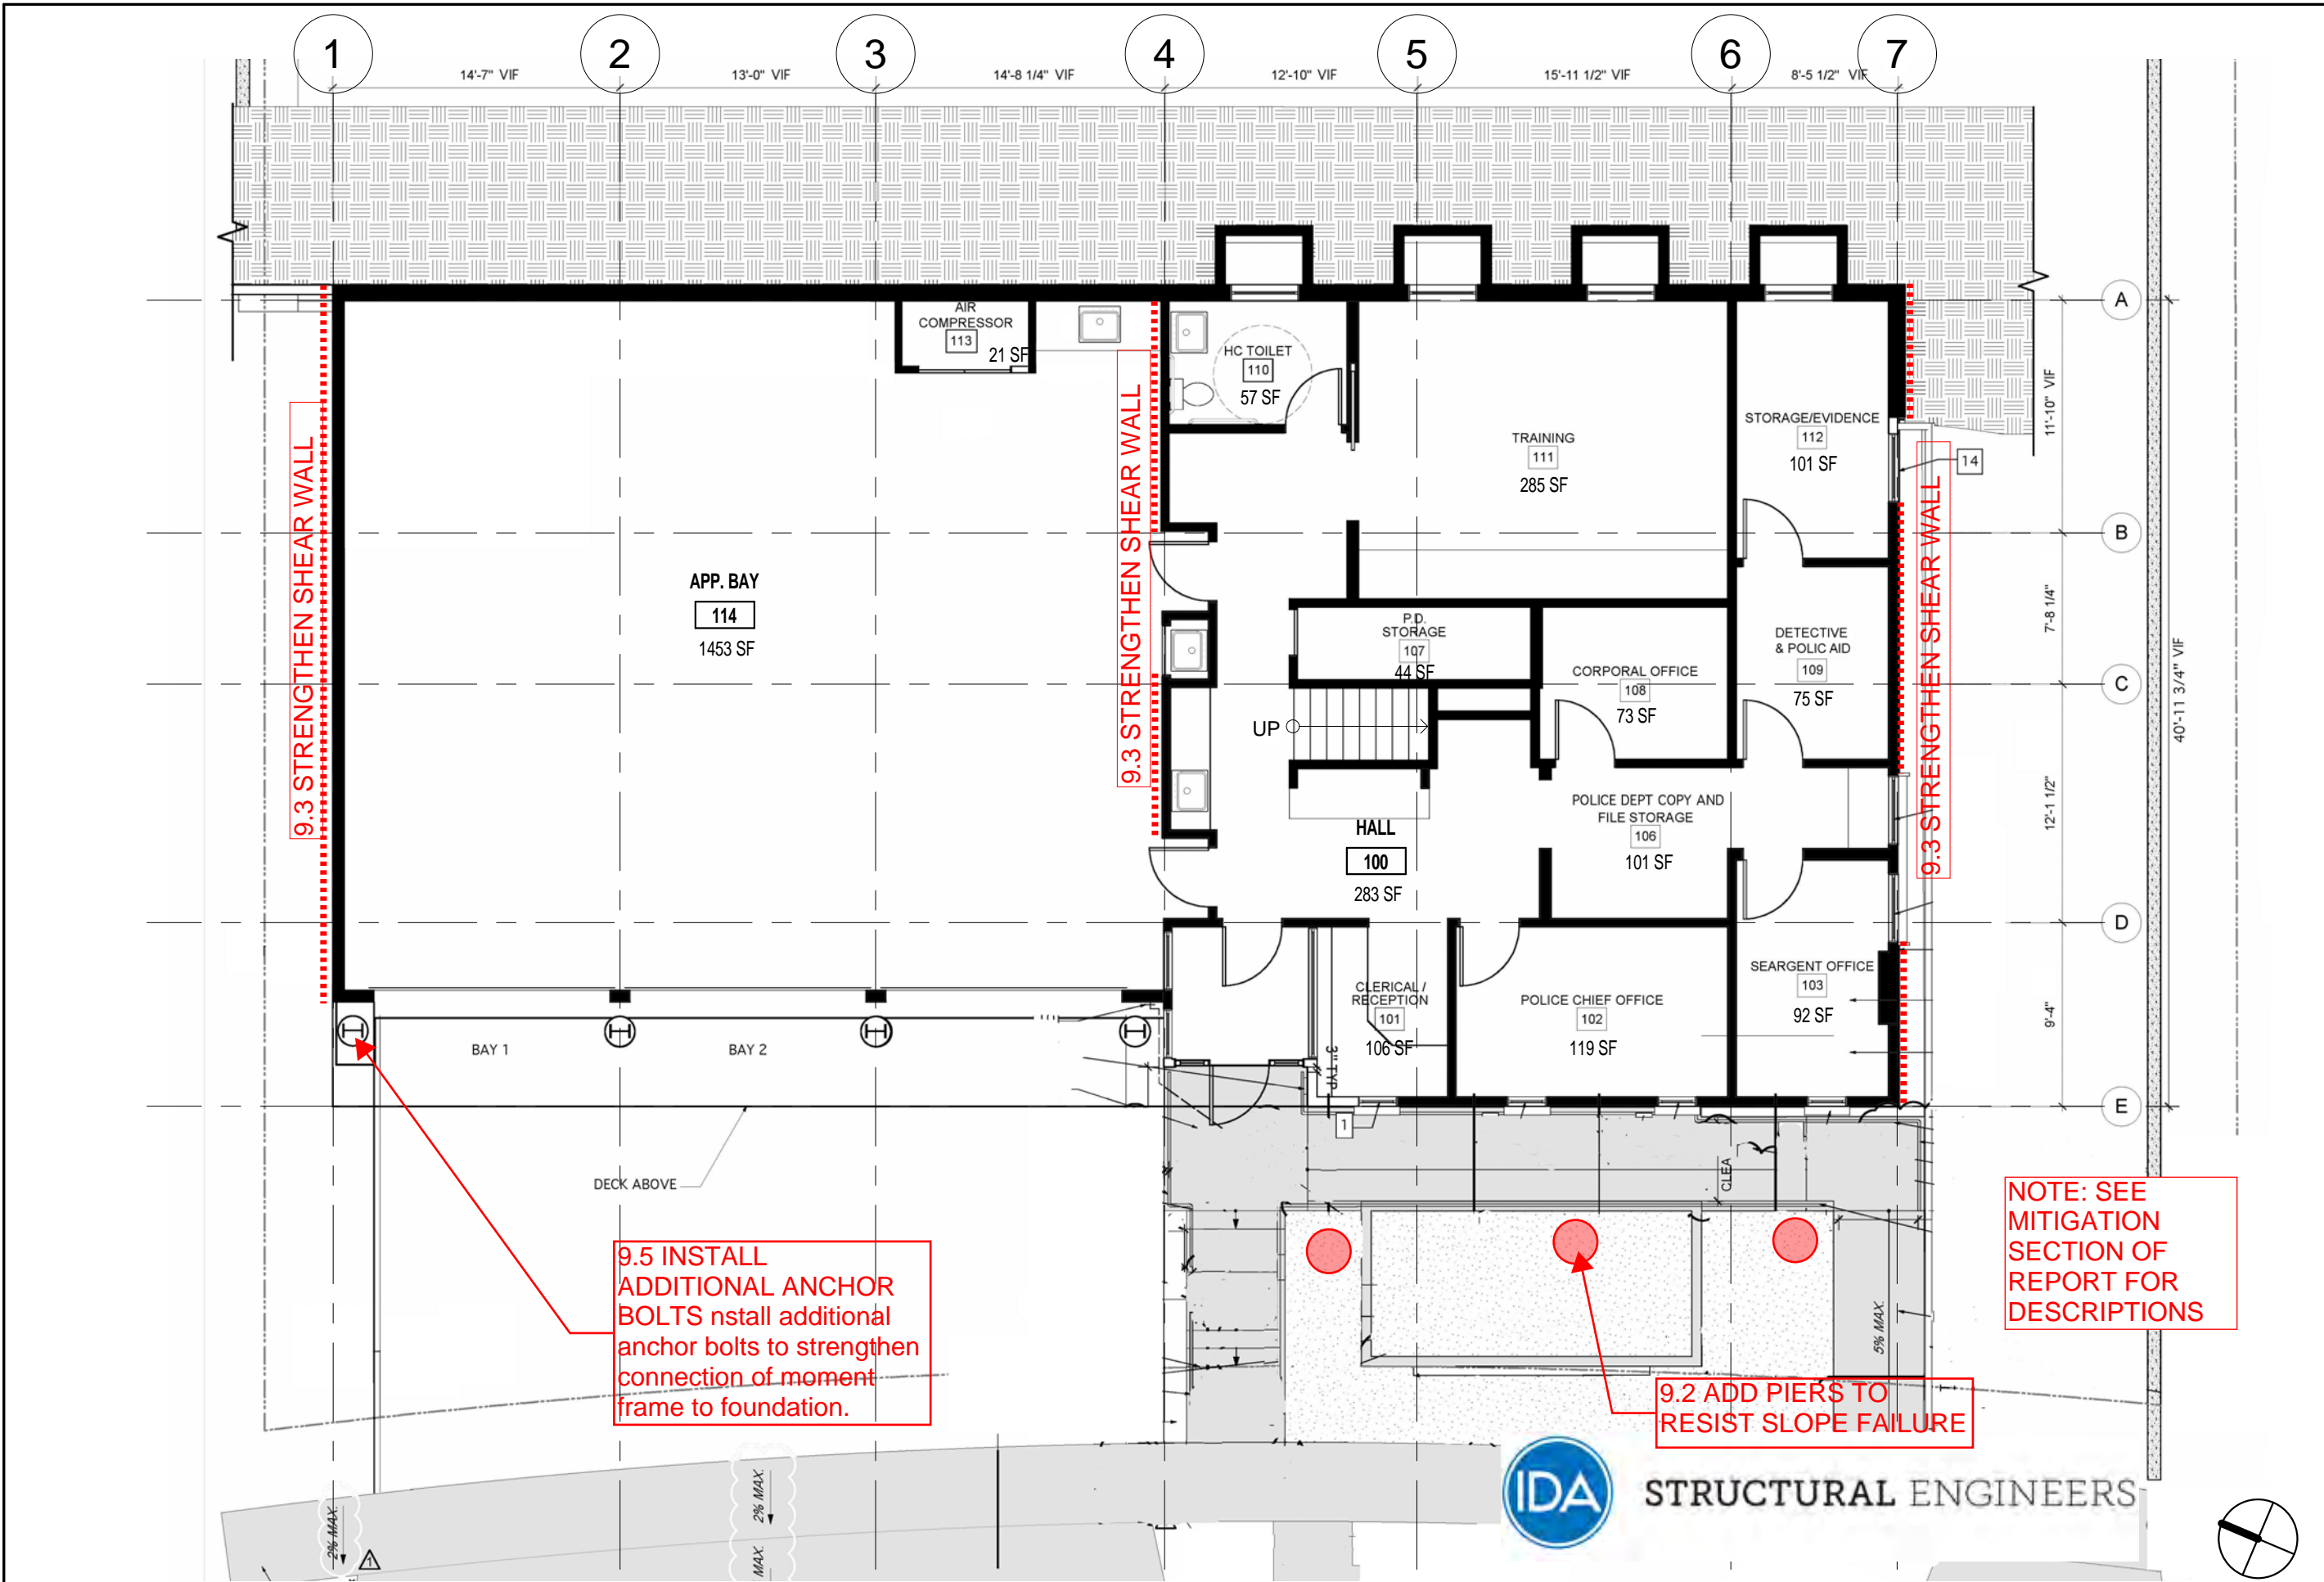 1
2
3
4
5
6
7
14'-7" VIF
13'-0" VIF
14'-8 1/4" VIF
12'-10" VIF
15'-11 1/2" VIF
8'-5 1/2" VIF
A
B
C
D
E
11'-10" VIF
7'-8 1/4"
12'-1 1/2"
9'-4"
40'-11 3/4" VIF
AIR
COMPRESSOR
113
21 SF
HC TOILET
110
57 SF
TRAINING
111
285 SF
STORAGE/EVIDENCE
112
101 SF
14
9.3 STRENGTHEN SHEAR WALL
9.3 STRENGTHEN SHEAR WALL
9.3 STRENGTHEN SHEAR WALL
APP. BAY
114
1453 SF
P.D.
STORAGE
107
44 SF
CORPORAL OFFICE
108
73 SF
DETECTIVE
& POLIC AID
109
75 SF
UP
HALL
100
283 SF
POLICE DEPT COPY AND
FILE STORAGE
106
101 SF
CLERICAL /
RECEPTION
101
106 SF
3" TYP
POLICE CHIEF OFFICE
102
119 SF
SEARGENT OFFICE
103
92 SF
BAY 1
BAY 2
1
DECK ABOVE
CLEA
9.5 INSTALL
ADDITIONAL ANCHOR
BOLTS nstall additional
anchor bolts to strengthen
connection of moment
frame to foundation.
NOTE: SEE
MITIGATION
SECTION OF
REPORT FOR
DESCRIPTIONS
5% MAX.
9.2 ADD PIERS TO
RESIST SLOPE FAILURE
IDA STRUCTURAL ENGINEERS
2% MAX.
1
2% MAX.
MAX.